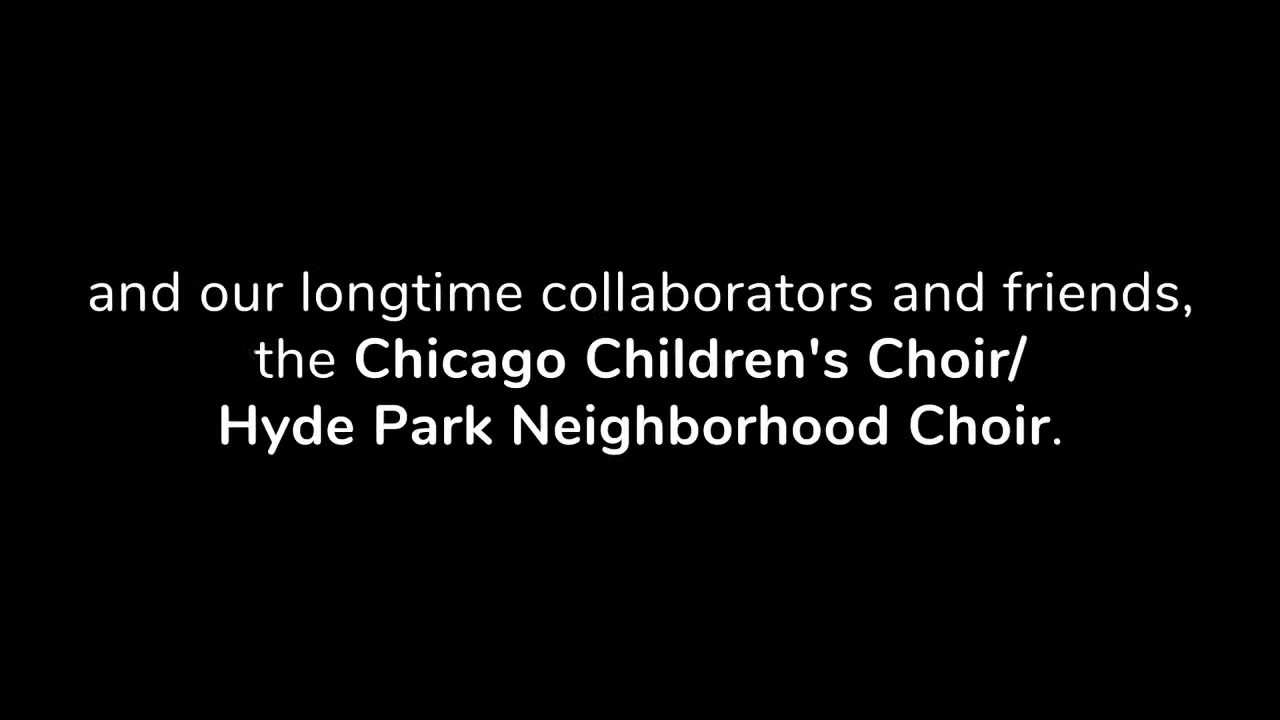 and our longtime collaborators and friends,
the Chicago Children's Choir/
Hyde Park Neighborhood Choir.